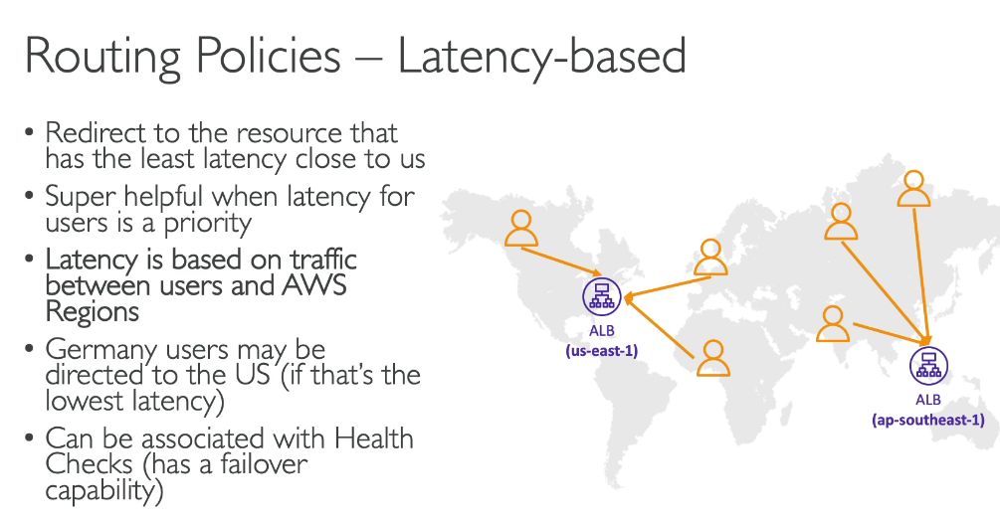 Routing Policies – Latency-based
• Redirect to the resource that
has the least latency close to us
• Super helpful when latency for
users is a priority
• Latency is based on traffic
between users and AWS
Regions
• Germany users may be
directed to the US (if that's the
lowest latency)
• Can be associated with Health
Checks (has a failover
capability)
ALB
(us-east-1)
ALB
(ap-southeast-1)